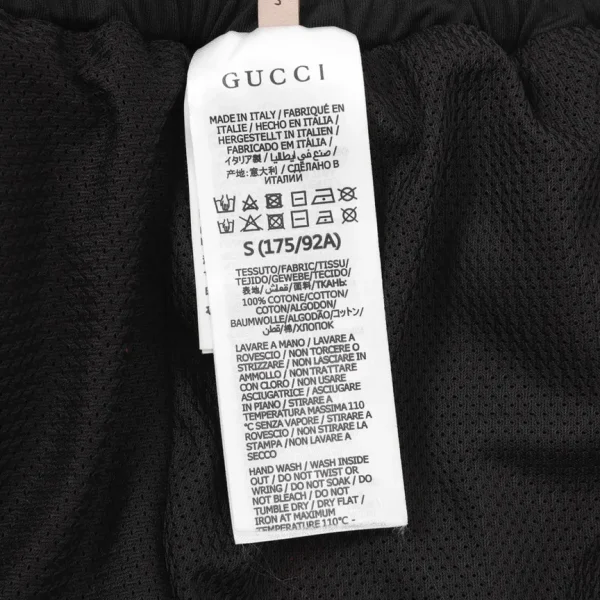 GUCCI
MADE IN ITALY / FABRIQUÉ EN
ITALIE / HECHO EN ITALIA /
HERGESTELLT IN ITALIEN /
FABRICADO EM ITÁLIA /
イタリア製 / صنع في إيطاليا /
产地:意大利 / СДЕЛАНО В
ИТАЛИИ
S (175/92A)
TESSUTO/FABRIC/TISSU/
TEJIDO/GEWEBE/TECIDO/
表地/قماش/面料/ТКАНЬ:
100% COTONE/COTTON/
COTON/ALGODON/
BAUMWOLLE/ALGODÃO/コットン/
قطن/棉/ХЛОПОК
LAVARE A MANO / LAVARE A
ROVESCIO / NON TORCERE O
STRIZZARE / NON LASCIARE IN
AMMOLLO / NON TRATTARE
CON CLORO / NON USARE
ASCIUGATRICE / ASCIUGARE
IN PIANO / STIRARE A
TEMPERATURA MASSIMA 110
°C SENZA VAPORE / STIRARE A
ROVESCIO / NON STIRARE LA
STAMPA /NON LAVARE A
SECCO
HAND WASH / WASH INSIDE
OUT / DO NOT TWIST OR
WRING / DO NOT SOAK / DO
NOT BLEACH / DO NOT
TUMBLE DRY / DRY FLAT /
IRON AT MAXIMUM
TEMPERATURE 110°C -